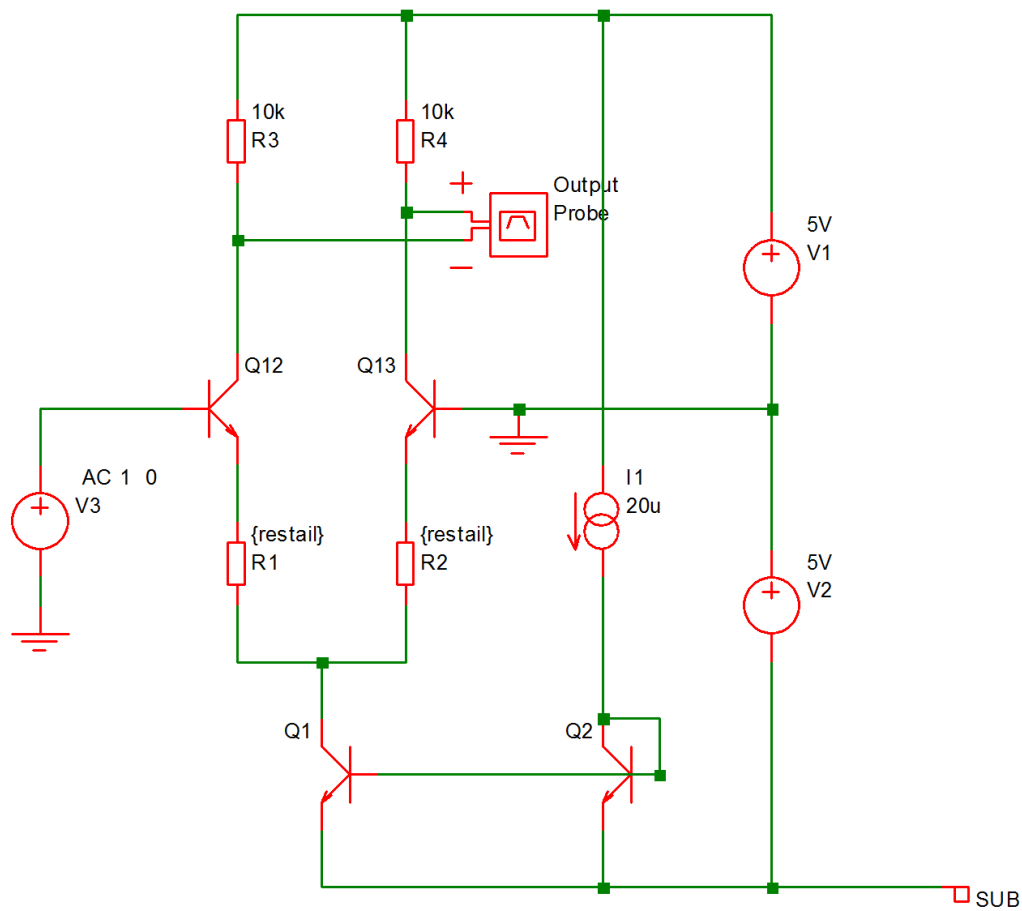 10k
R3
10k
R4
Output
Probe
5V
V1
Q12
Q13
AC 1 0
V3
I1
20u
{restail}
R1
{restail}
R2
5V
V2
Q1
Q2
SUB